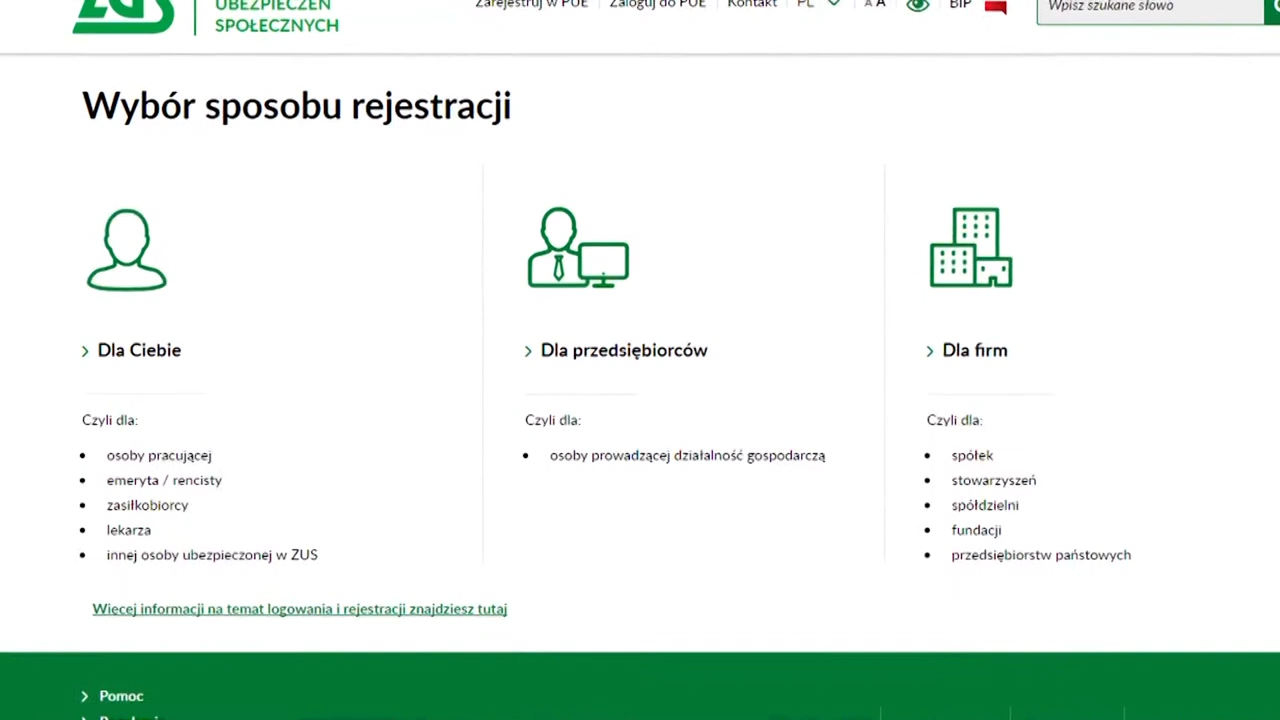 UBEZPIECZEŃ
SPOŁECZNYCH
Zarejestruj w PUE
Zaloguj do PUE
Kontakt
PL
A A
BIP
Wpisz szukane słowo
Wybór sposobu rejestracji
Dla Ciebie
Czyli dla:
osoby pracującej
emeryta / rencisty
zasiłkobiorcy
lekarza
innej osoby ubezpieczonej w ZUS
Dla przedsiębiorców
Czyli dla:
osoby prowadzącej działalność gospodarczą
Dla firm
Czyli dla:
spółek
stowarzyszeń
spółdzielni
fundacji
przedsiębiorstw państowych
Więcej informacji na temat logowania i rejestracji znajdziesz tutaj
Pomoc